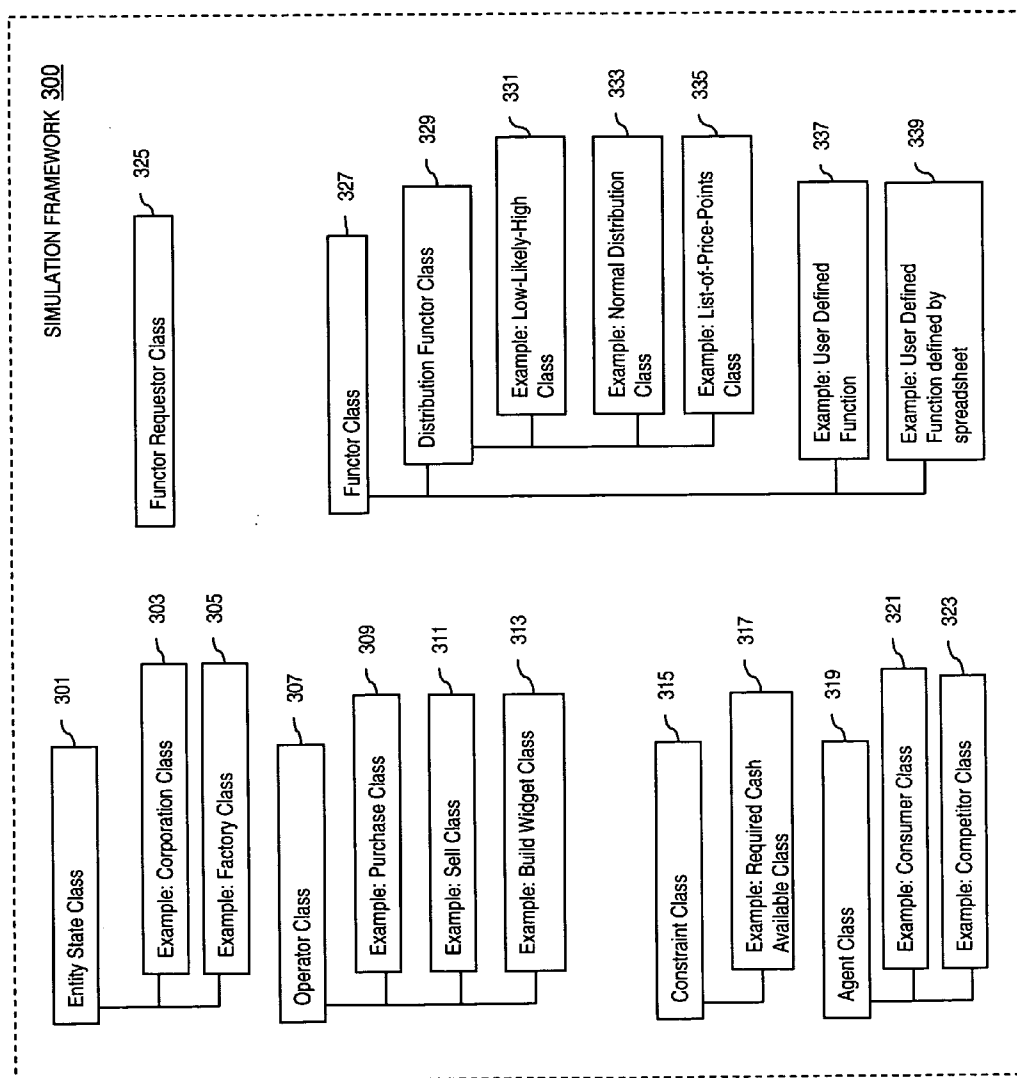 SIMULATION FRAMEWORK 300
Entity State Class
301
Example: Corporation Class
303
Example: Factory Class
305
Operator Class
307
Example: Purchase Class
309
Example: Sell Class
311
Example: Build Widget Class
313
Constraint Class
315
Example: Required Cash
Available Class
317
Agent Class
319
Example: Consumer Class
321
Example: Competitor Class
323
Functor Requestor Class
325
Functor Class
327
Distribution Functor Class
329
Example: Low-Likely-High
Class
331
Example: Normal Distribution
Class
333
Example: List-of-Price-Points
Class
335
Example: User Defined
Function
337
Example: User Defined
Function defined by
spreadsheet
339